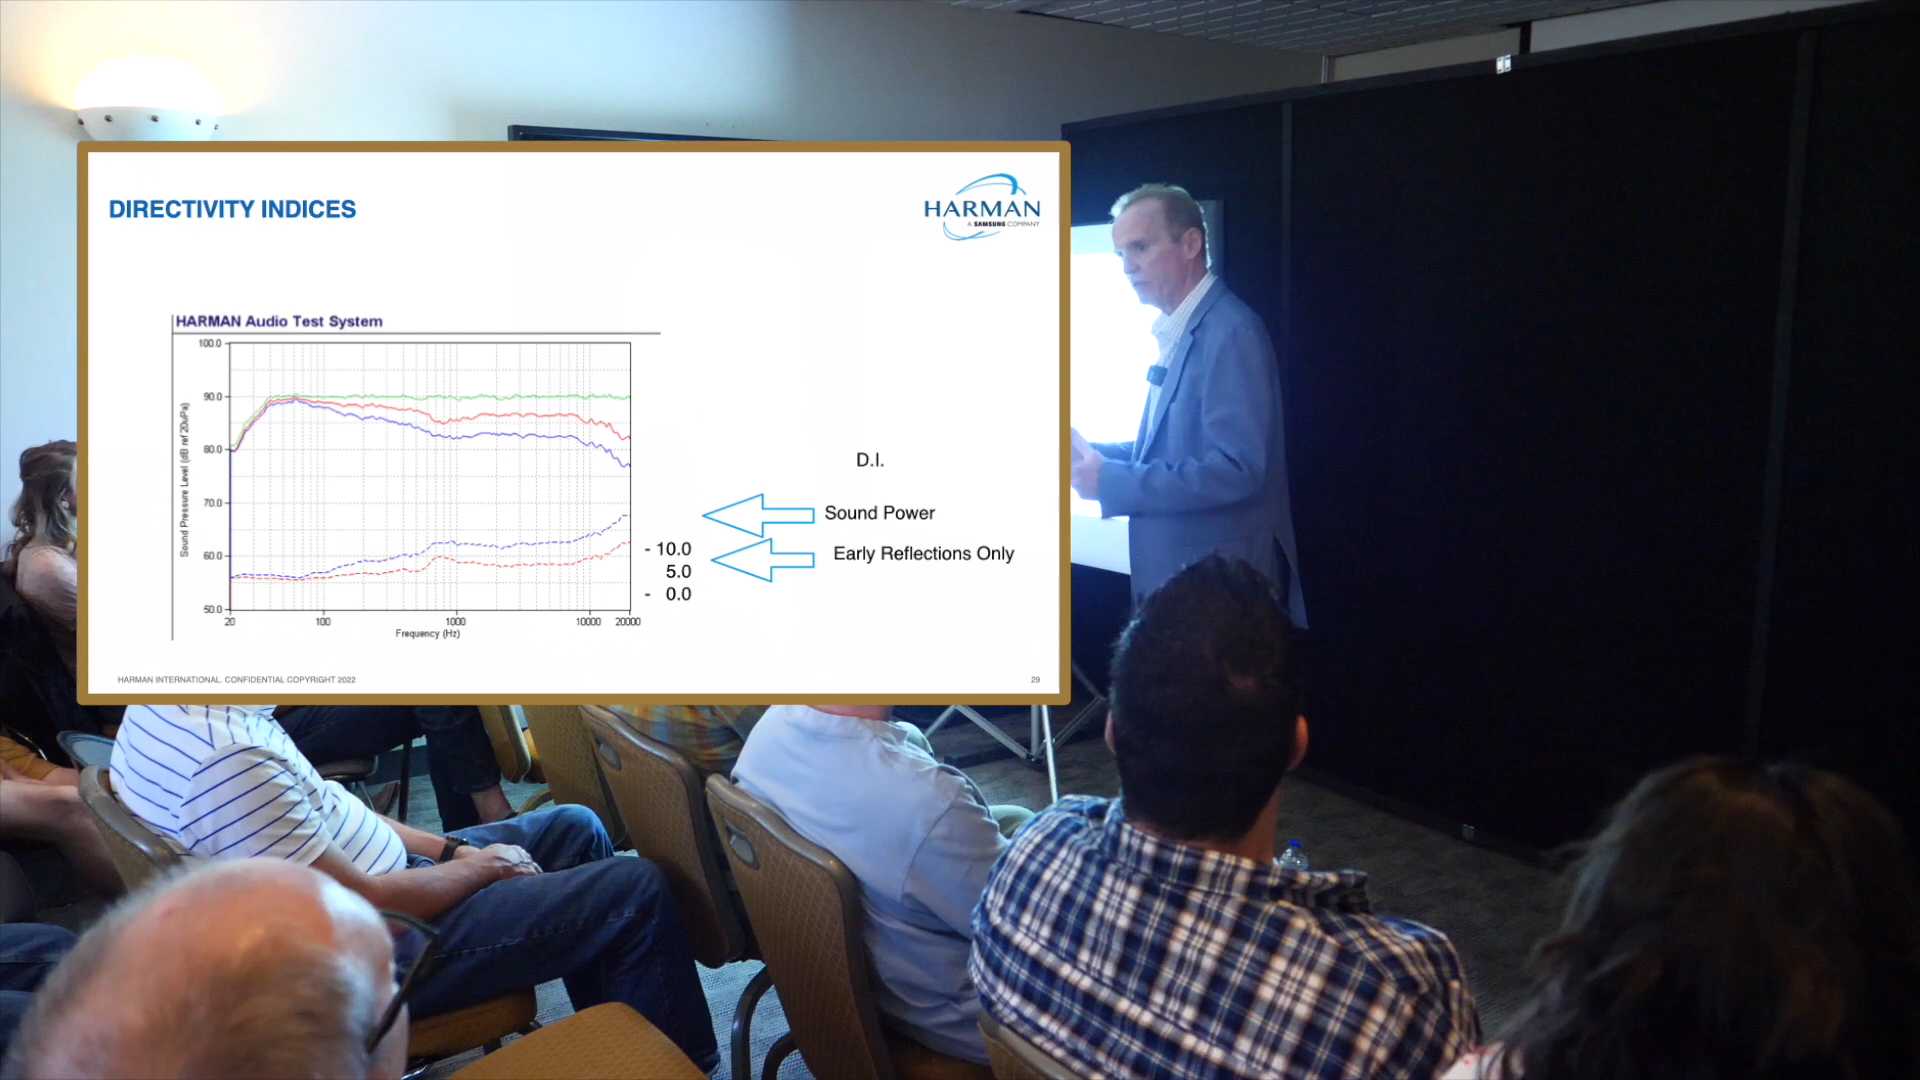 DIRECTIVITY INDICES
HARMAN
A SAMSUNG COMPANY
HARMAN Audio Test System
100.0
90.0
80.0
70.0
60.0
50.0
Sound Pressure Level (dB ref 20uPa)
20
100
1000
10000
20000
Frequency (Hz)
D.I.
Sound Power
Early Reflections Only
- 10.0
5.0
- 0.0
HARMAN INTERNATIONAL. CONFIDENTIAL COPYRIGHT 2022
29